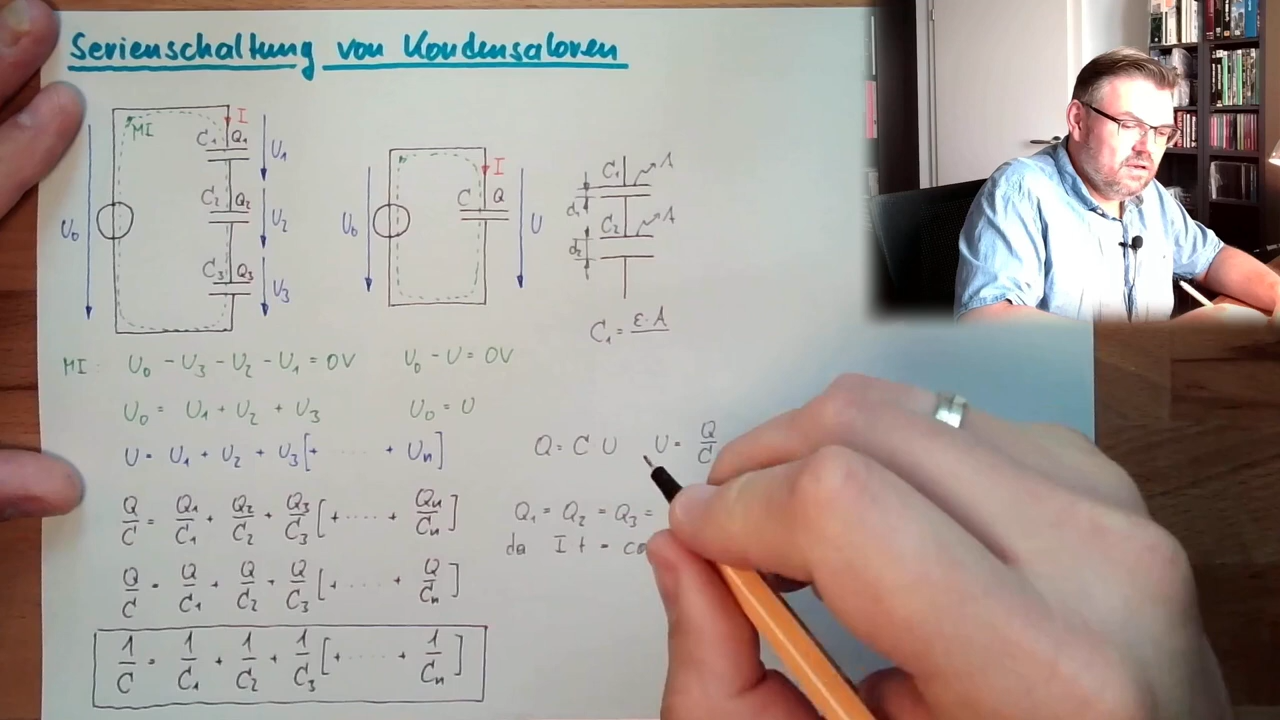 Serienschaltung von Kondensatoren
MI
I
C₁ Q₁
U₁
C₂ Q₂
U₂
C₃ Q₃
U₃
U₀
I
C Q
U₀
U
C₁ A
d₁
C₂ A
d₂
C₁ = ε·A
MI: U₀ - U₃ - U₂ - U₁ = 0V U₀ - U = 0V
U₀ = U₁ + U₂ + U₃ U₀ = U
U = U₁ + U₂ + U₃ [+ ····· + Uₙ] Q = C U U = Q/C
Q/C = Q₁/C₁ + Q₂/C₂ + Q₃/C₃ [+ ····· + Qₙ/Cₙ] Q₁ = Q₂ = Q₃ =
da I t =
Q/C = Q/C₁ + Q/C₂ + Q/C₃ [+ ····· + Q/Cₙ]
1/C = 1/C₁ + 1/C₂ + 1/C₃ [+ ····· + 1/Cₙ]